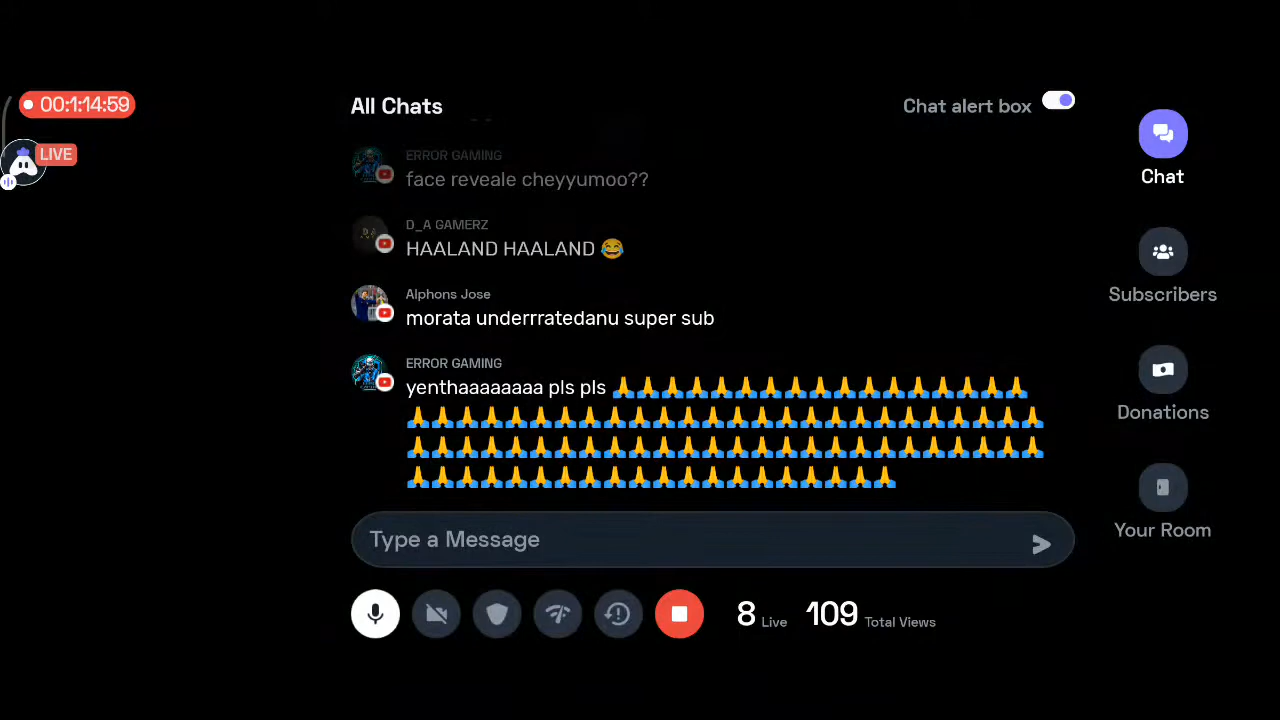 00:1:14:59
LIVE
All Chats
Chat alert box
ERROR GAMING
face reveale cheyyumoo??
D_A GAMERZ
HAALAND HAALAND 😂
Alphons Jose
morata underrratedanu super sub
ERROR GAMING
yenthaaaaaaaa pls pls 🙏🙏🙏🙏🙏🙏🙏🙏🙏🙏🙏🙏🙏🙏🙏🙏🙏
🙏🙏🙏🙏🙏🙏🙏🙏🙏🙏🙏🙏🙏🙏🙏🙏🙏🙏🙏🙏🙏🙏🙏🙏🙏🙏
🙏🙏🙏🙏🙏🙏🙏🙏🙏🙏🙏🙏🙏🙏🙏🙏🙏🙏🙏🙏🙏🙏🙏🙏🙏🙏
🙏🙏🙏🙏🙏🙏🙏🙏🙏🙏🙏🙏🙏🙏🙏🙏🙏🙏🙏🙏
Type a Message
8 Live 109 Total Views
Chat
Subscribers
Donations
Your Room